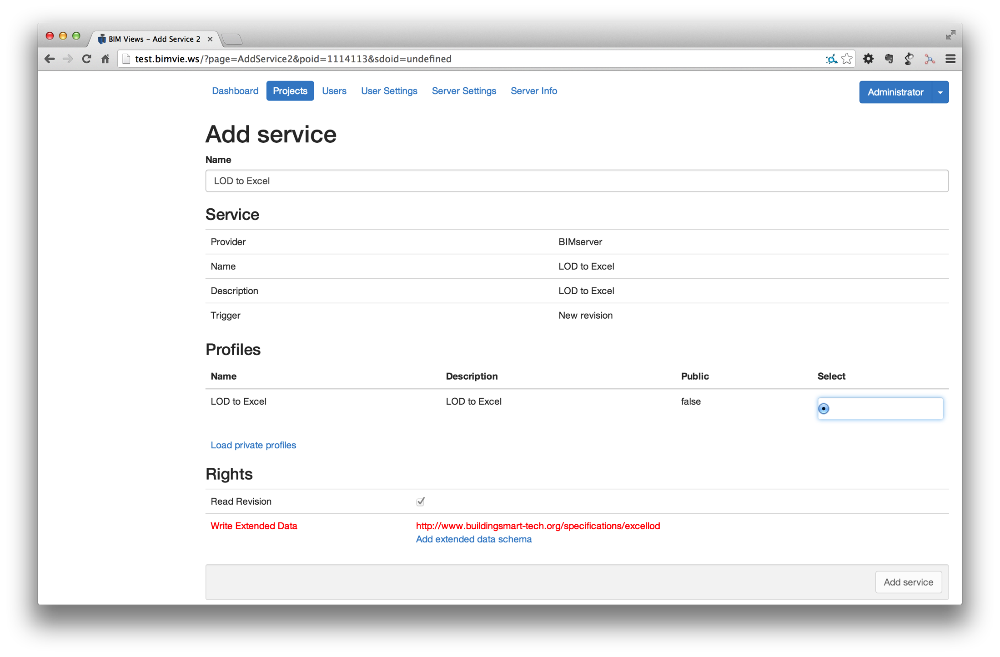 BIM Views – Add Service 2
test.bimvie.ws/?page=AddService2&poid=1114113&sdoid=undefined
Dashboard Projects Users User Settings Server Settings Server Info Administrator
Add service
Name
LOD to Excel
Service
Provider BIMserver
Name LOD to Excel
Description LOD to Excel
Trigger New revision
Profiles
Name Description Public Select
LOD to Excel LOD to Excel false
Load private profiles
Rights
Read Revision
Write Extended Data http://www.buildingsmart-tech.org/specifications/excellod
Add extended data schema
Add service